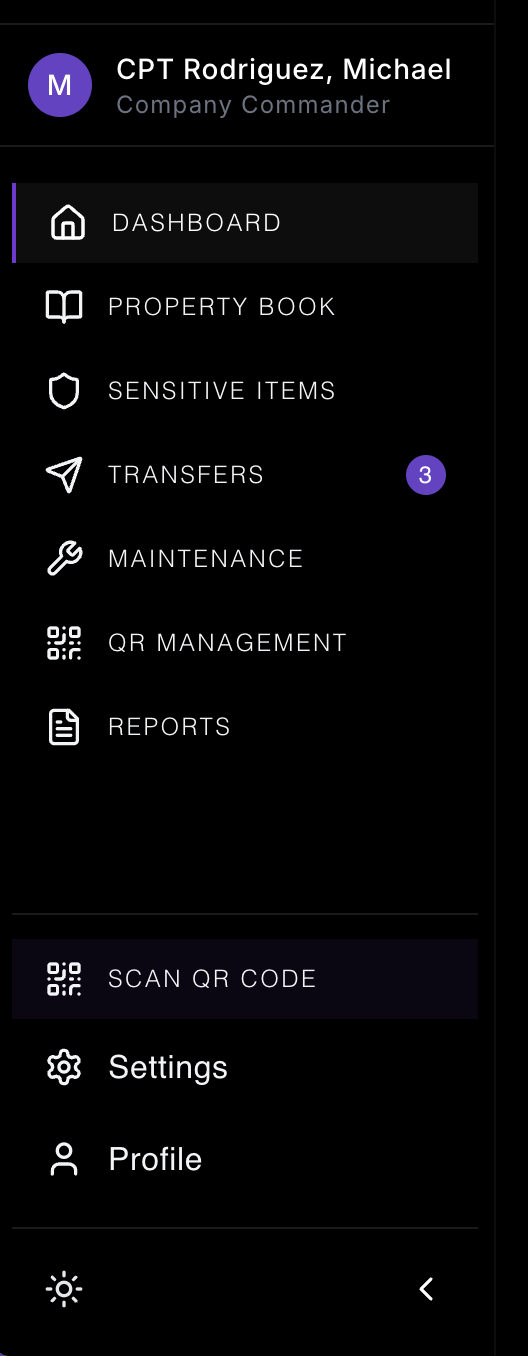 M
CPT Rodriguez, Michael
Company Commander
DASHBOARD
PROPERTY BOOK
SENSITIVE ITEMS
TRANSFERS 3
MAINTENANCE
QR MANAGEMENT
REPORTS
SCAN QR CODE
Settings
Profile